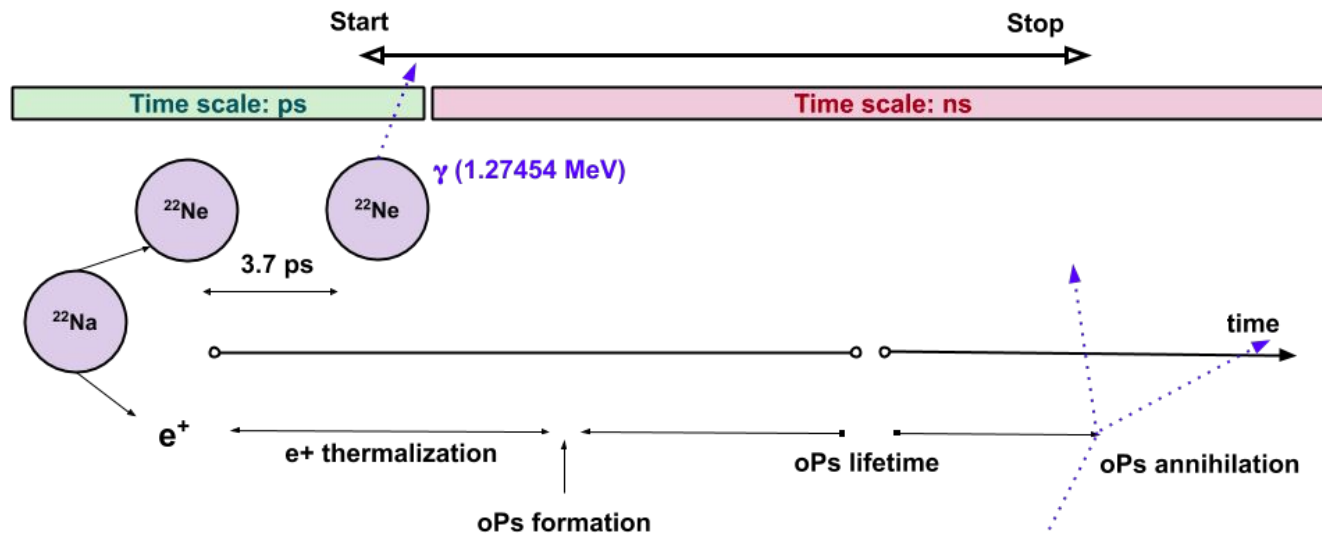 Start
Stop
Time scale: ps
Time scale: ns
γ (1.27454 MeV)
²²Ne
²²Ne
3.7 ps
²²Na
time
e⁺
e+ thermalization
oPs lifetime
oPs annihilation
oPs formation